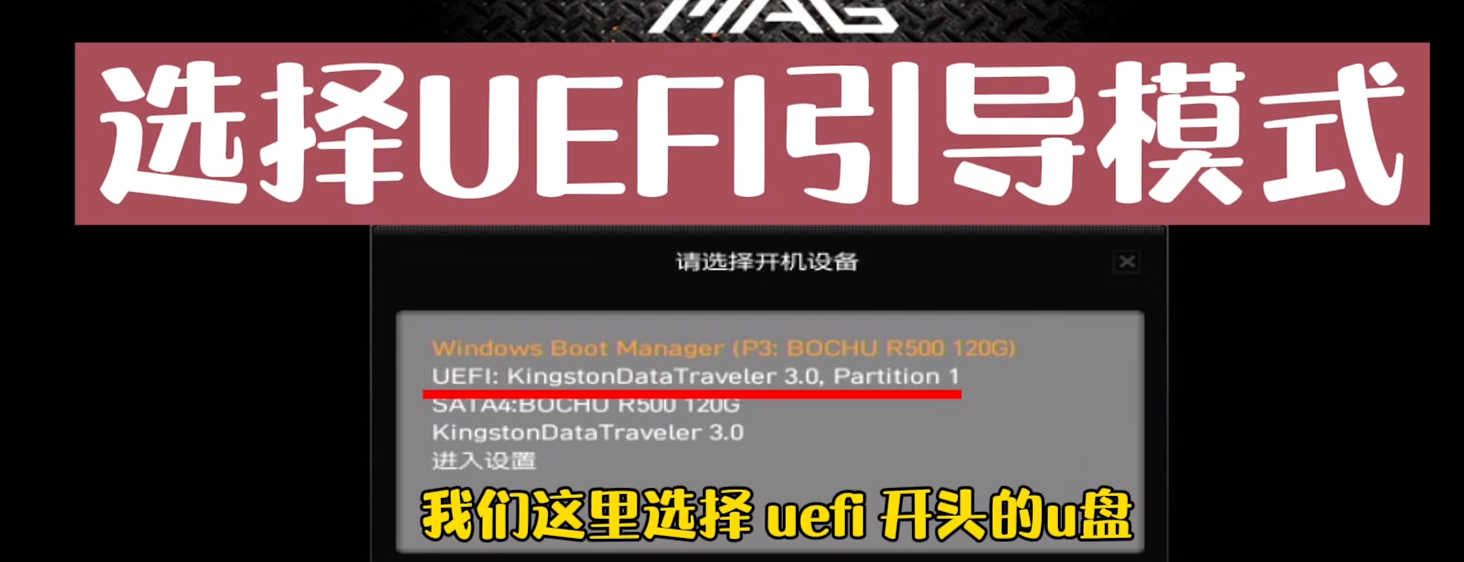 MAG
选择UEFI引导模式
请选择开机设备
Windows Boot Manager (P3: BOCHU R500 120G)
UEFI: KingstonDataTraveler 3.0, Partition 1
SATA4:BOCHU R500 120G
KingstonDataTraveler 3.0
进入设置
我们这里选择 uefi 开头的u盘